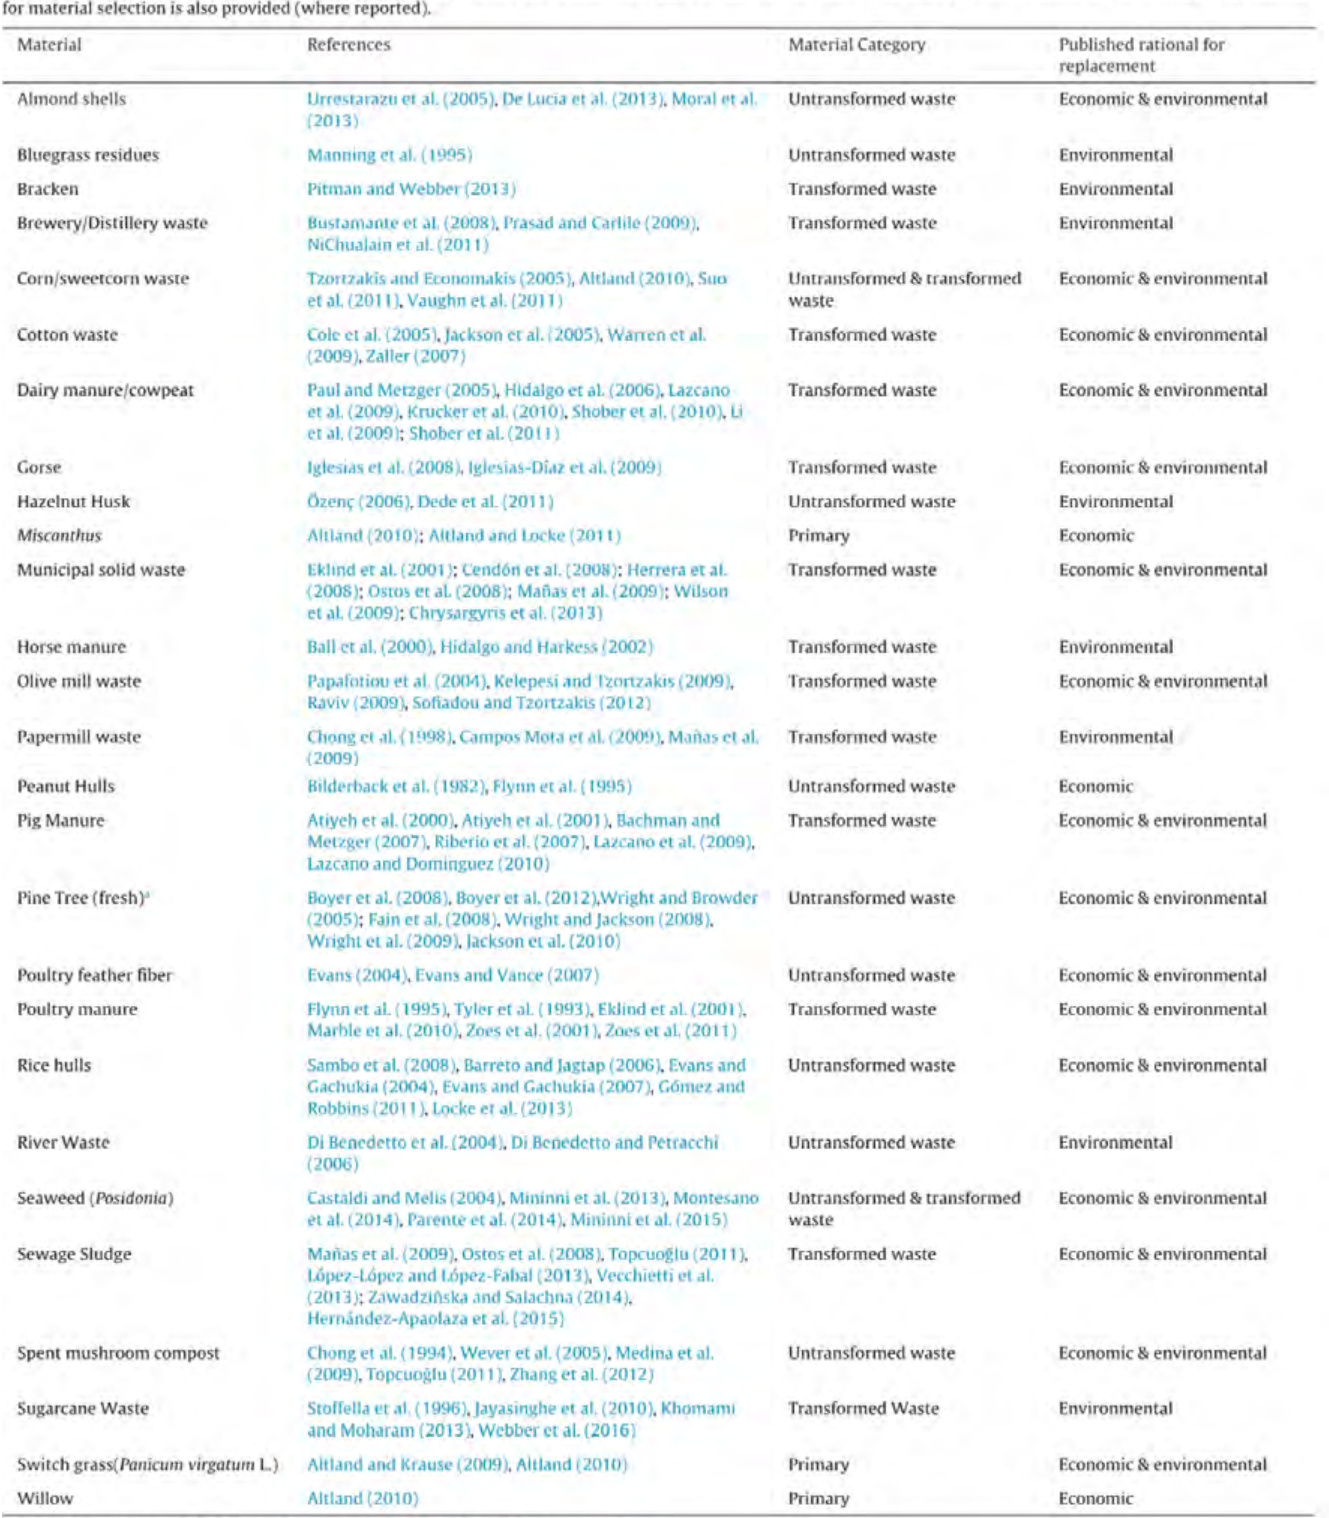 for material selection is also provided (where reported).
Material References Material Category Published rational for
replacement
Almond shells Urrestarazu et al. (2005), De Lucia et al. (2013), Moral et al. Untransformed waste Economic & environmental
(2013)
Bluegrass residues Manning et al. (1995) Untransformed waste Environmental
Bracken Pitman and Webber (2013) Transformed waste Environmental
Brewery/Distillery waste Bustamante et al. (2008), Prasad and Carlile (2009), Transformed waste Environmental
NiChualain et al. (2011)
Corn/sweetcorn waste Tzortzakis and Economakis (2005), Altland (2010), Suo Untransformed & transformed Economic & environmental
et al. (2011), Vaughn et al. (2011) waste
Cotton waste Cole et al. (2005), Jackson et al. (2005), Warren et al. Transformed waste Economic & environmental
(2009), Zaller (2007)
Dairy manure/cowpeat Paul and Metzger (2005), Hidalgo et al. (2006), Lazcano Transformed waste Economic & environmental
et al. (2009), Krucker et al. (2010), Shober et al. (2010), Li
et al. (2009); Shober et al. (2011)
Gorse Iglesias et al. (2008), Iglesias-Díaz et al. (2009) Transformed waste Economic & environmental
Hazelnut Husk Özenç (2006), Dede et al. (2011) Untransformed waste Environmental
Miscanthus Altland (2010); Altland and Locke (2011) Primary Economic
Municipal solid waste Eklind et al. (2001); Cendón et al. (2008); Herrera et al. Transformed waste Economic & environmental
(2008); Ostos et al. (2008); Mañas et al. (2009); Wilson
et al. (2009); Chrysargyris et al. (2013)
Horse manure Ball et al. (2000), Hidalgo and Harkess (2002) Transformed waste Environmental
Olive mill waste Papafotiou et al. (2004), Kelepesi and Tzortzakis (2009), Transformed waste Economic & environmental
Raviv (2009), Sofiadou and Tzortzakis (2012)
Papermill waste Chong et al. (1998), Campos Mota et al. (2009), Mañas et al. Transformed waste Environmental
(2009)
Peanut Hulls Bilderback et al. (1982), Flynn et al. (1995) Untransformed waste Economic
Pig Manure Atiyeh et al. (2000), Atiyeh et al. (2001), Bachman and Transformed waste Economic & environmental
Metzger (2007), Riberio et al. (2007), Lazcano et al. (2009),
Lazcano and Dominguez (2010)
Pine Tree (fresh)a Boyer et al. (2008), Boyer et al. (2012),Wright and Browder Untransformed waste Economic & environmental
(2005); Fain et al. (2008), Wright and Jackson (2008),
Wright et al. (2009), Jackson et al. (2010)
Poultry feather fiber Evans (2004), Evans and Vance (2007) Untransformed waste Economic & environmental
Poultry manure Flynn et al. (1995), Tyler et al. (1993), Eklind et al. (2001), Transformed waste Economic & environmental
Marble et al. (2010), Zoes et al. (2001), Zoes et al. (2011)
Rice hulls Sambo et al. (2008), Barreto and Jagtap (2006), Evans and Untransformed waste Economic & environmental
Gachukia (2004), Evans and Gachukia (2007), Gómez and
Robbins (2011), Locke et al. (2013)
River Waste Di Benedetto et al. (2004), Di Benedetto and Petracchi Untransformed waste Environmental
(2006)
Seaweed (Posidonia) Castaldi and Melis (2004), Mininni et al. (2013), Montesano Untransformed & transformed Economic & environmental
et al. (2014), Parente et al. (2014), Mininni et al. (2015) waste
Sewage Sludge Mañas et al. (2009), Ostos et al. (2008), Topcuoğlu (2011), Transformed waste Economic & environmental
López-López and López-Fabal (2013), Vecchietti et al.
(2013); Zawadzińska and Salachna (2014),
Hernández-Apaolaza et al. (2015)
Spent mushroom compost Chong et al. (1994), Wever et al. (2005), Medina et al. Untransformed waste Economic & environmental
(2009), Topcuoğlu (2011), Zhang et al. (2012)
Sugarcane Waste Stoffella et al. (1996), Jayasinghe et al. (2010), Khomami Transformed Waste Environmental
and Moharam (2013), Webber et al. (2016)
Switch grass(Panicum virgatum L.) Altland and Krause (2009), Altland (2010) Primary Economic & environmental
Willow Altland (2010) Primary Economic